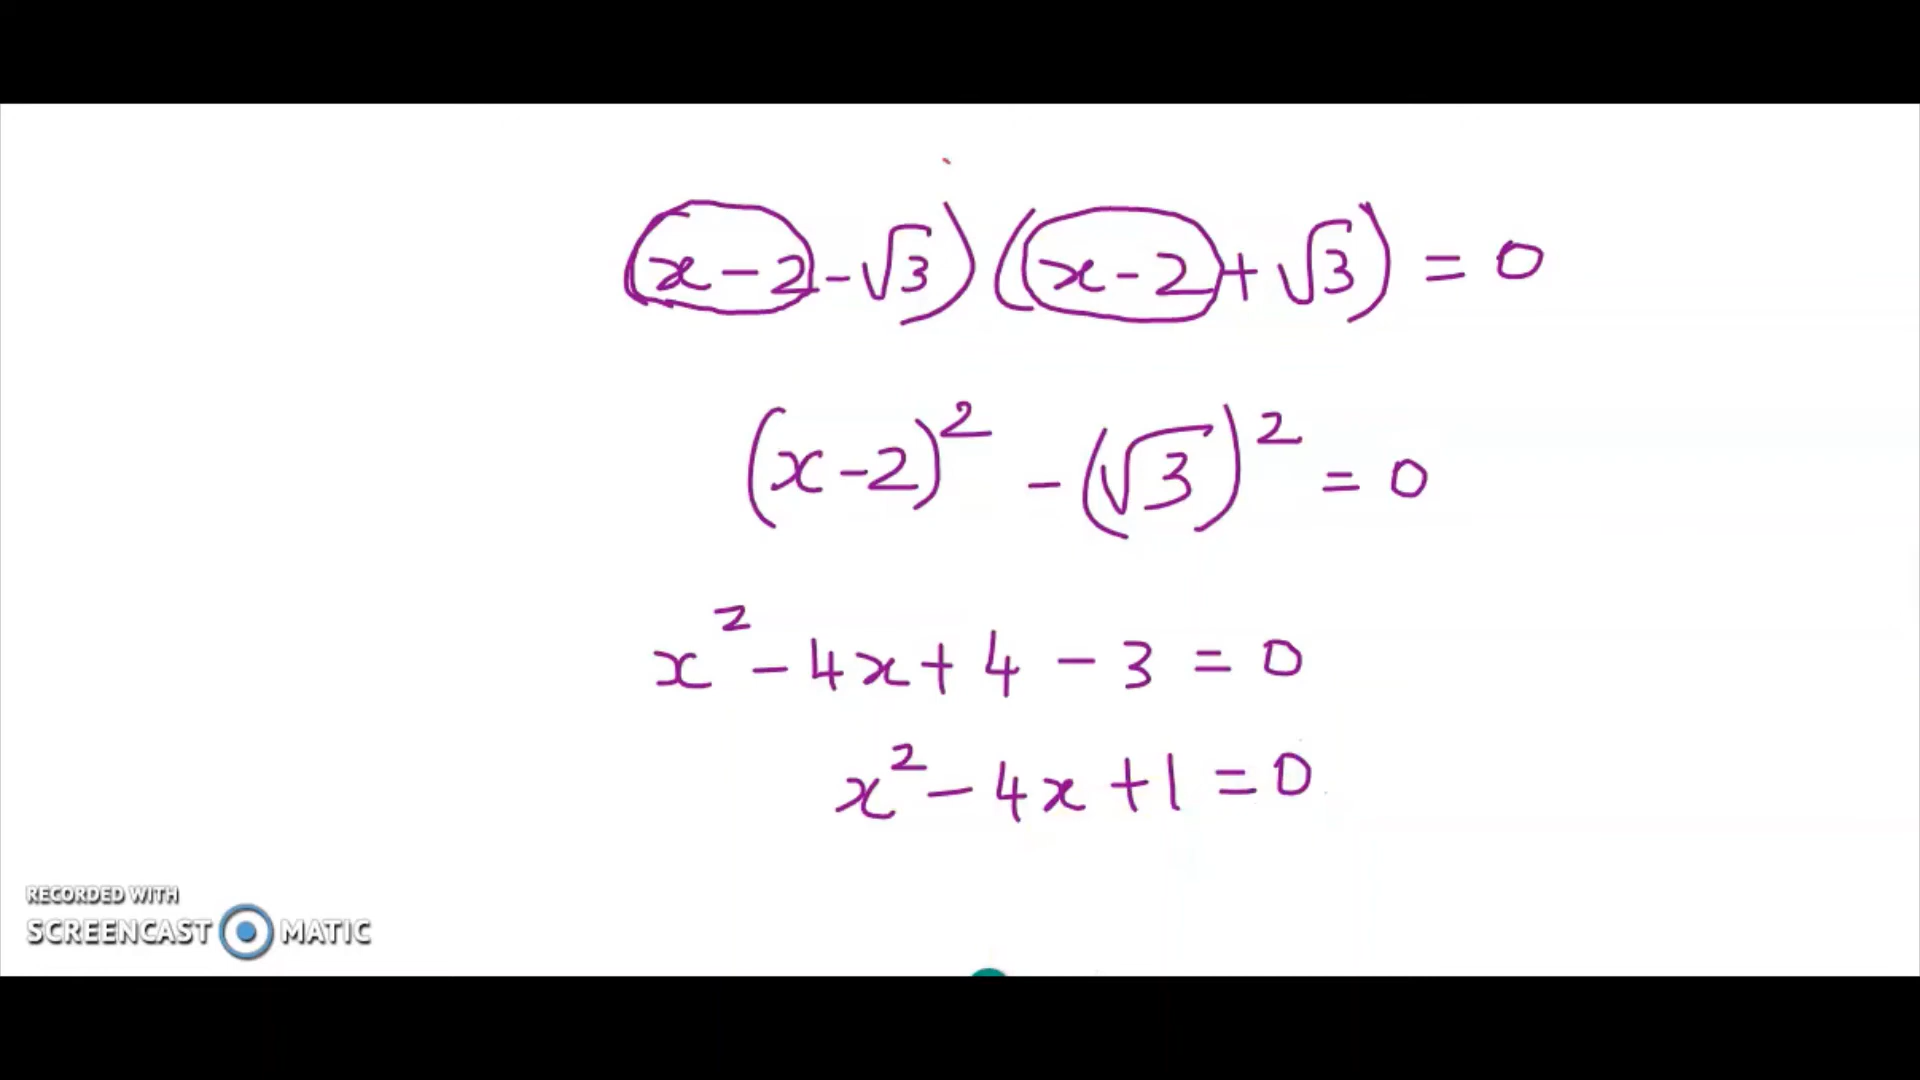 (x-2-√3)((x-2+√3)=0
(x-2)²-(√3)²=0
x²-4x+4-3=0
x²-4x+1=0
RECORDED WITH
SCREENCAST MATIC